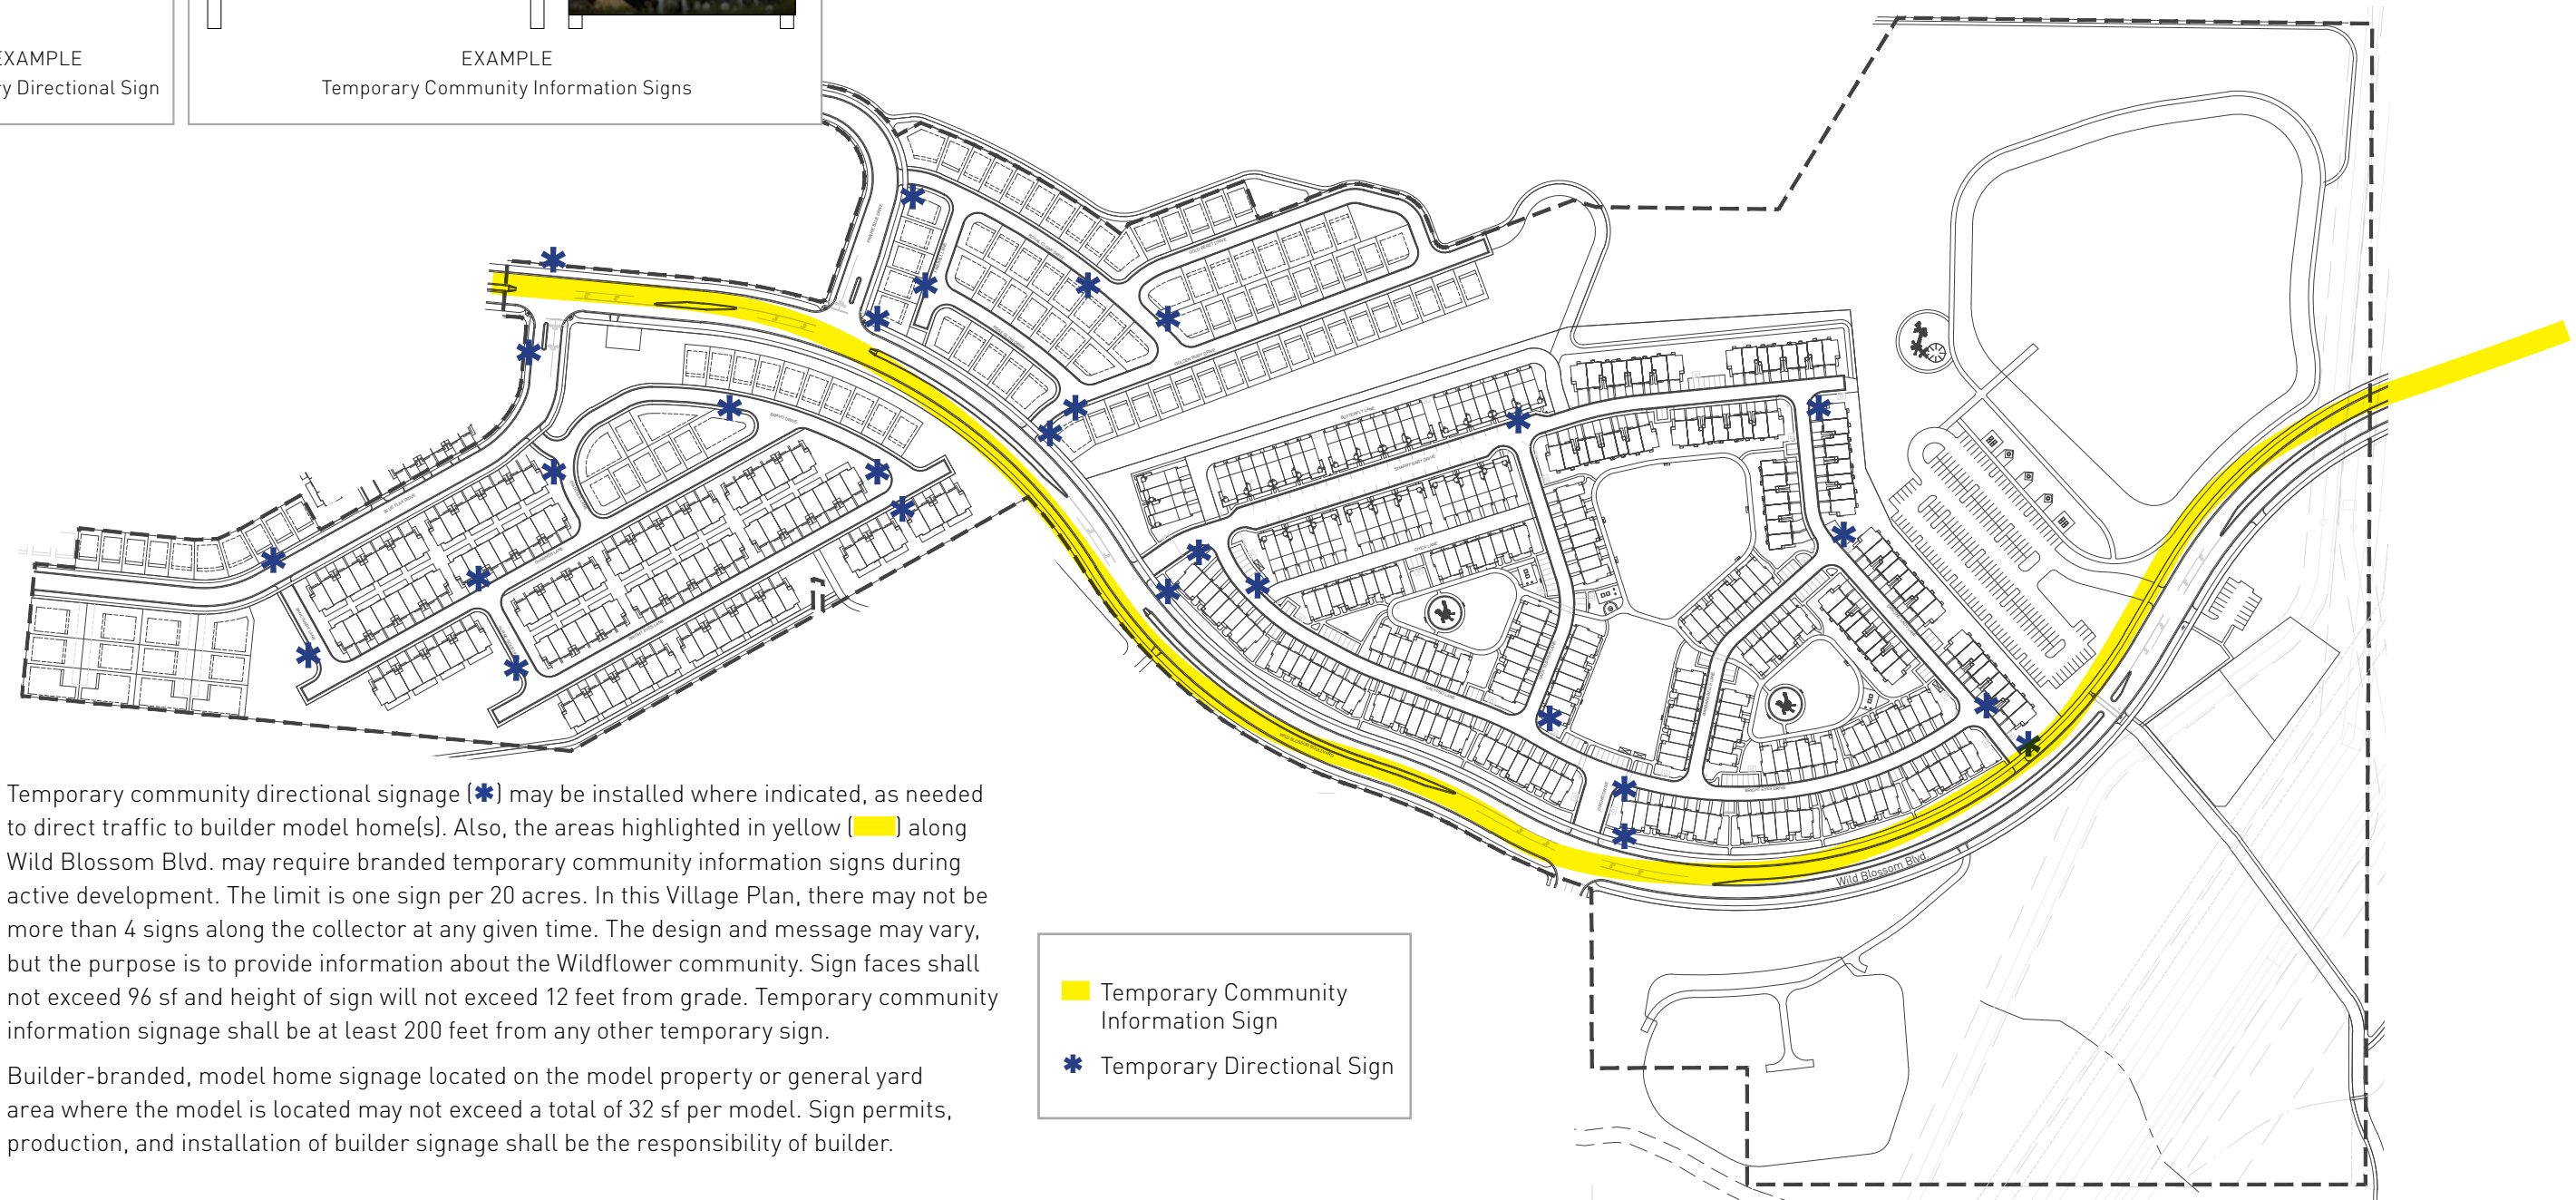 EXAMPLE
Directional Sign
EXAMPLE
Temporary Community Information Signs
Temporary community directional signage (✱) may be installed where indicated, as needed
to direct traffic to builder model home(s). Also, the areas highlighted in yellow ( ) along
Wild Blossom Blvd. may require branded temporary community information signs during
active development. The limit is one sign per 20 acres. In this Village Plan, there may not be
more than 4 signs along the collector at any given time. The design and message may vary,
but the purpose is to provide information about the Wildflower community. Sign faces shall
not exceed 96 sf and height of sign will not exceed 12 feet from grade. Temporary community
information signage shall be at least 200 feet from any other temporary sign.
Builder-branded, model home signage located on the model property or general yard
area where the model is located may not exceed a total of 32 sf per model. Sign permits,
production, and installation of builder signage shall be the responsibility of builder.
Temporary Community
Information Sign
Temporary Directional Sign
Wild Blossom Blvd.
WILD BLOSSOM BOULEVARD
BUTTERFLY LANE